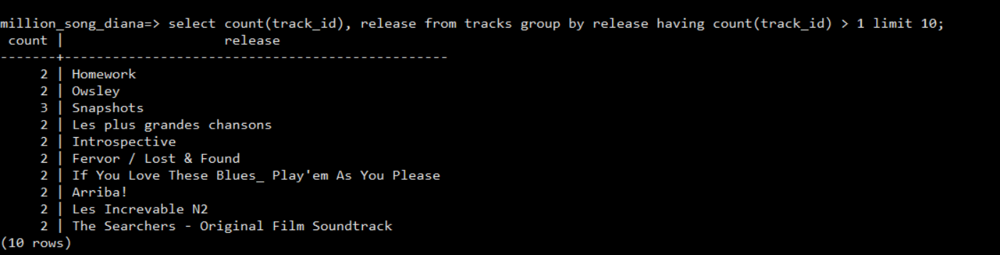 million_song_diana=> select count(track_id), release from tracks group by release having count(track_id) > 1 limit 10;
 count |                    release
-------+------------------------------------------------
     2 | Homework
     2 | Owsley
     3 | Snapshots
     2 | Les plus grandes chansons
     2 | Introspective
     2 | Fervor / Lost & Found
     2 | If You Love These Blues_ Play'em As You Please
     2 | Arriba!
     2 | Les Increvable N2
     2 | The Searchers - Original Film Soundtrack
(10 rows)